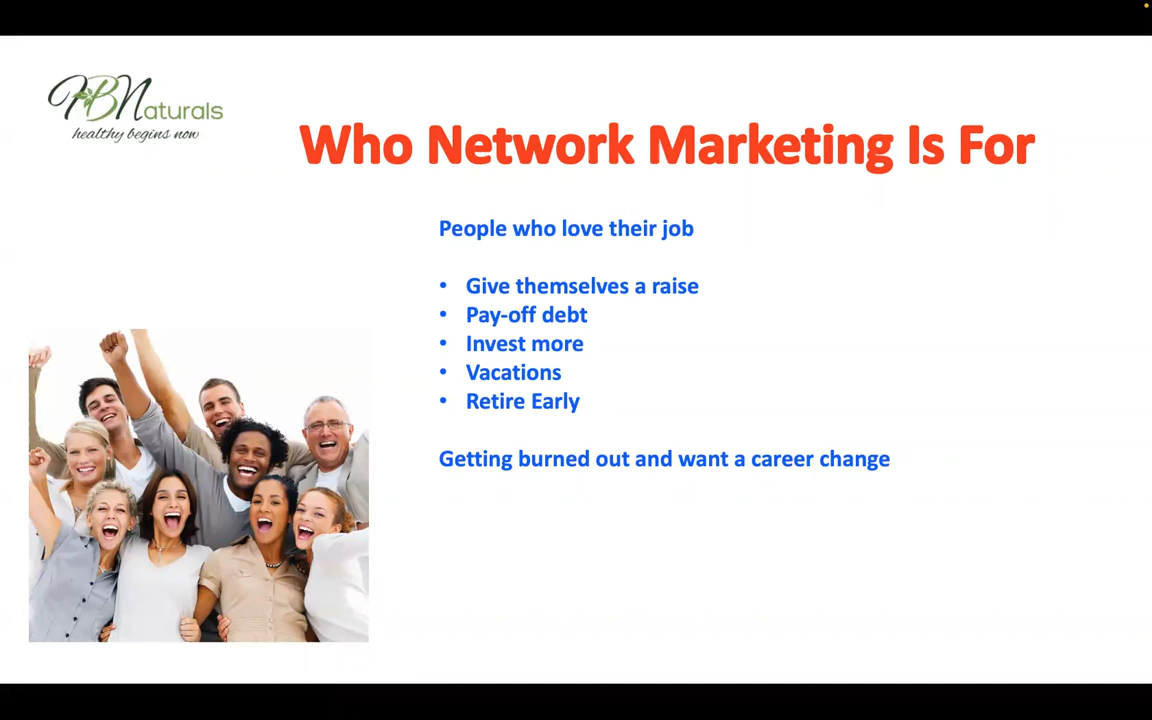 HBNaturals
healthy begins now
Who Network Marketing Is For
People who love their job
• Give themselves a raise
• Pay-off debt
• Invest more
• Vacations
• Retire Early
Getting burned out and want a career change